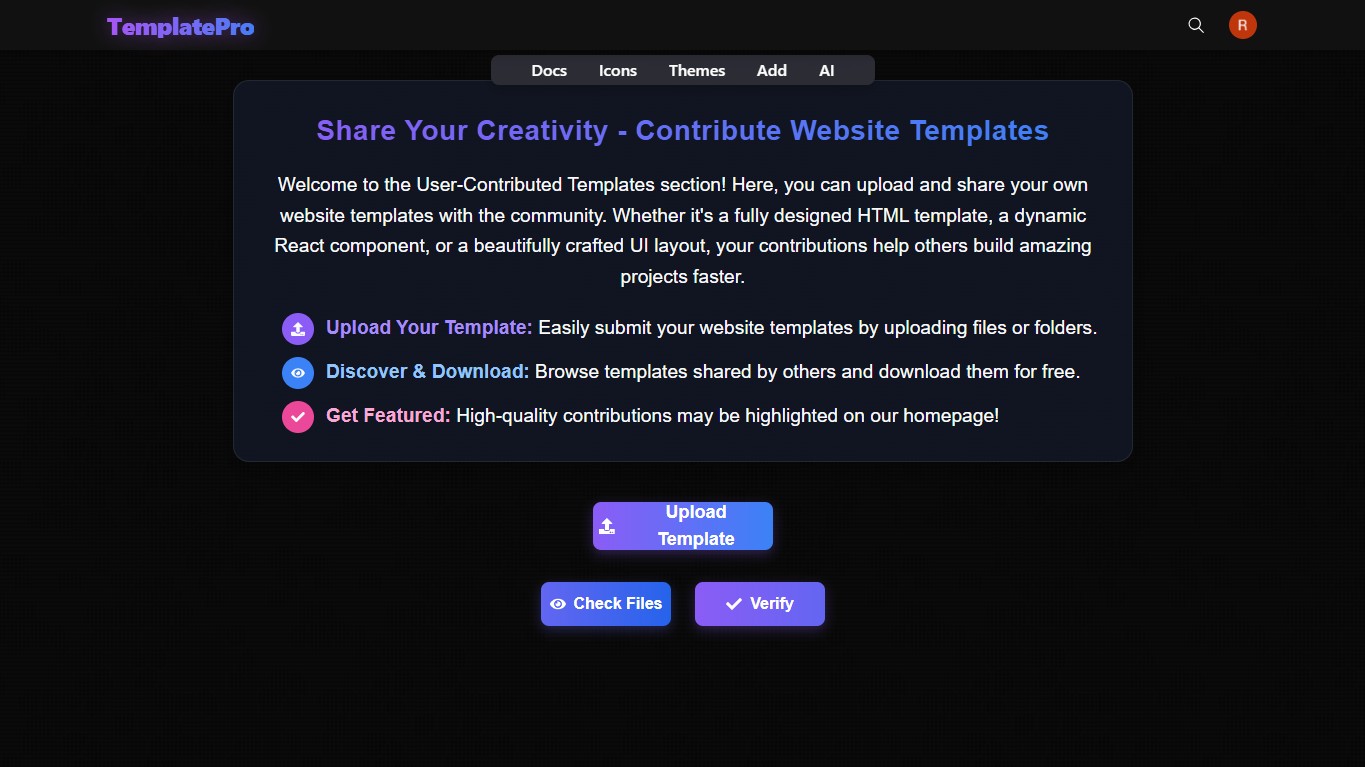 TemplatePro
R
Docs Icons Themes Add AI
Share Your Creativity - Contribute Website Templates
Welcome to the User-Contributed Templates section! Here, you can upload and share your own
website templates with the community. Whether it's a fully designed HTML template, a dynamic
React component, or a beautifully crafted UI layout, your contributions help others build amazing
projects faster.
Upload Your Template: Easily submit your website templates by uploading files or folders.
Discover & Download: Browse templates shared by others and download them for free.
Get Featured: High-quality contributions may be highlighted on our homepage!
Upload
Template
Check Files
Verify